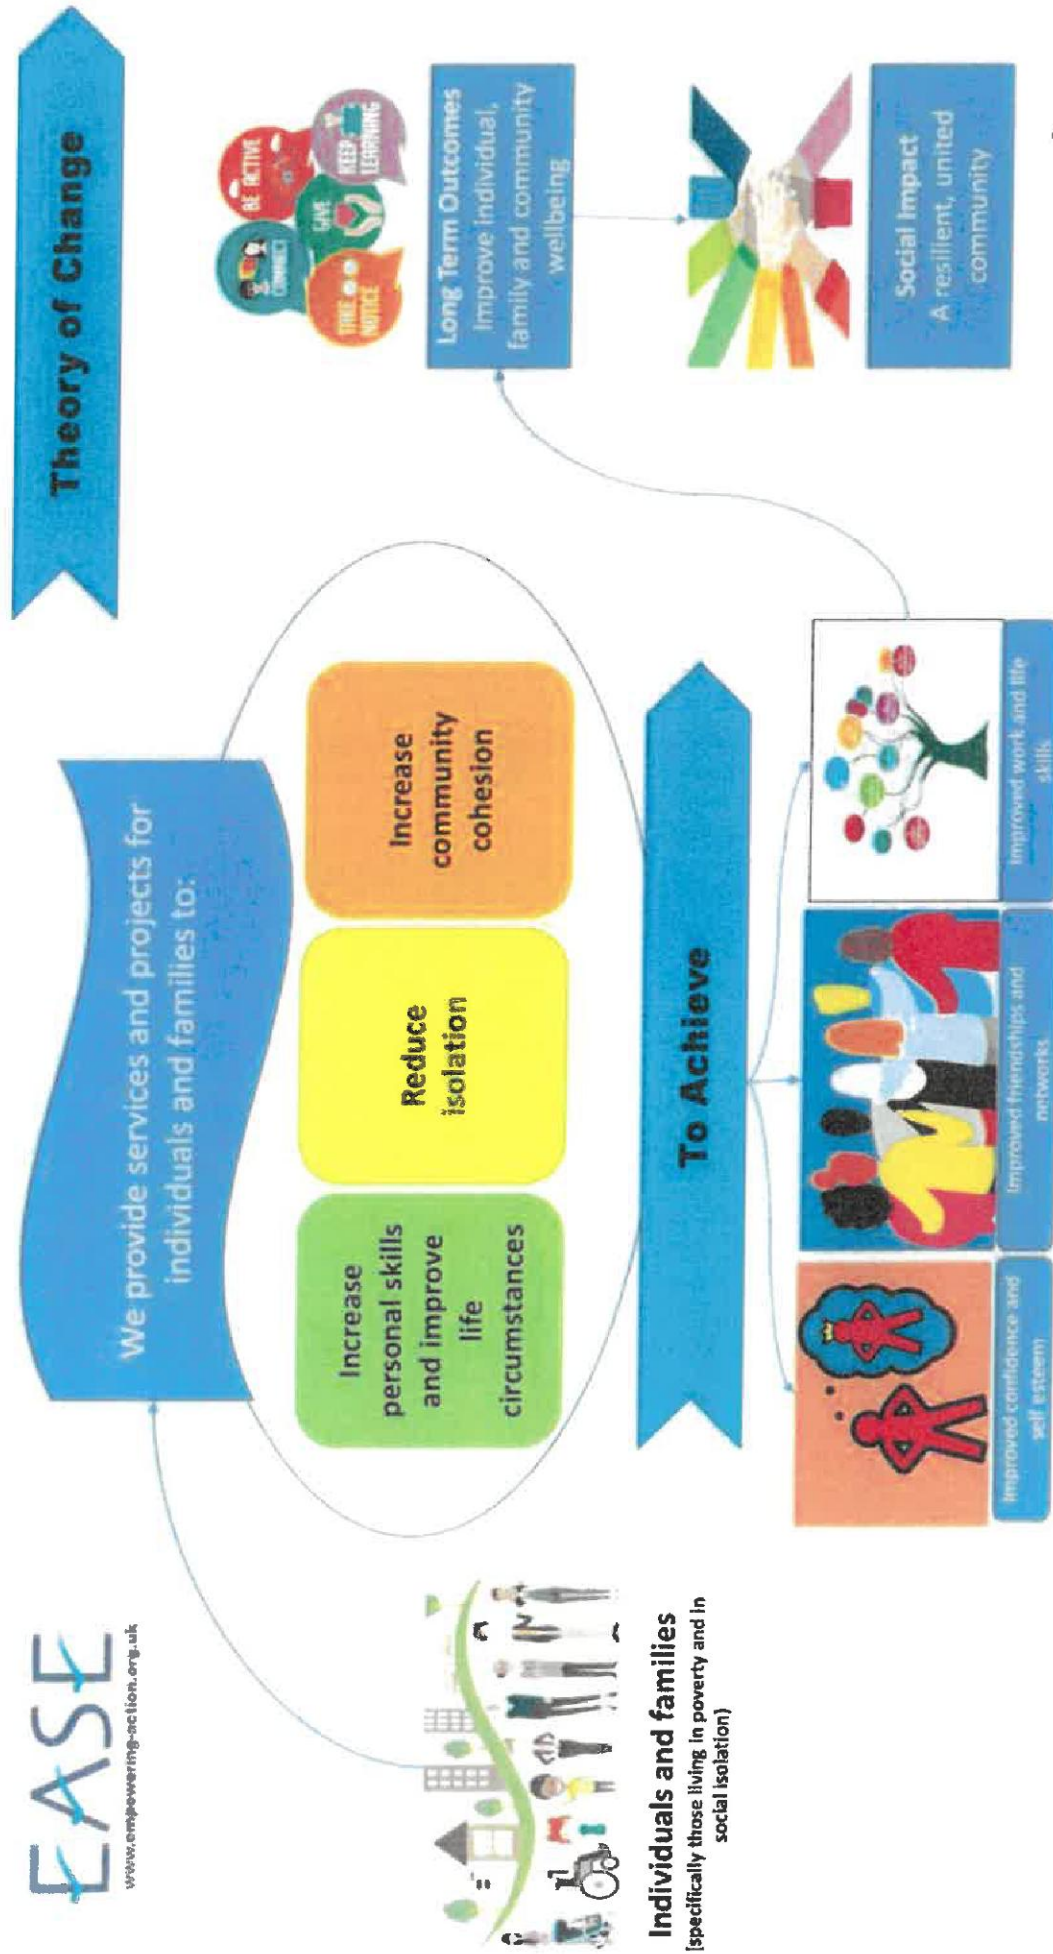 EASE
www.empowering-action.org.uk
Theory of Change
We provide services and projects for
individuals and families to:
Increase
personal skills
and improve
life
circumstances
Reduce
isolation
Increase
community
cohesion
Individuals and families
(specifically those living in poverty and in
social isolation)
To Achieve
Improved confidence and
self esteem
Improved friendships and
networks
Improved work and life
skills
CONNECT
BE ACTIVE
TAKE
NOTICE
GIVE
KEEP
LEARNING
Long Term Outcomes
Improve individual,
family and community
wellbeing
Social Impact
A resilient, united
community